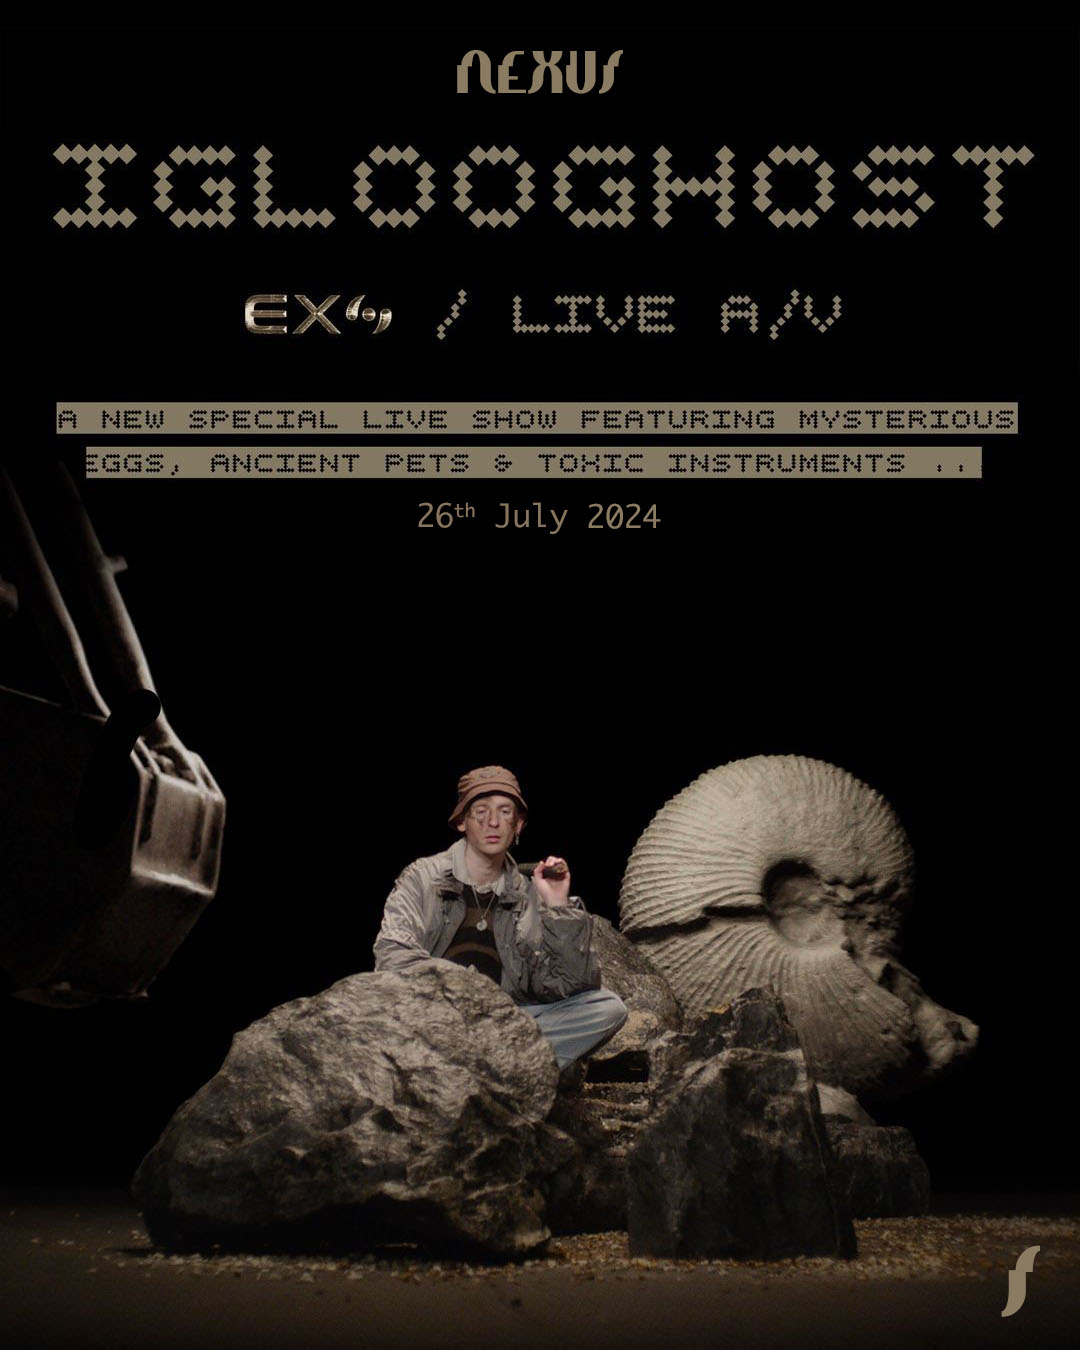 NEXUS
IGLOOGHOST
EX / LIVE A/V
A NEW SPECIAL LIVE SHOW FEATURING MYSTERIOUS
EGGS, ANCIENT PETS & TOXIC INSTRUMENTS ...
26th July 2024